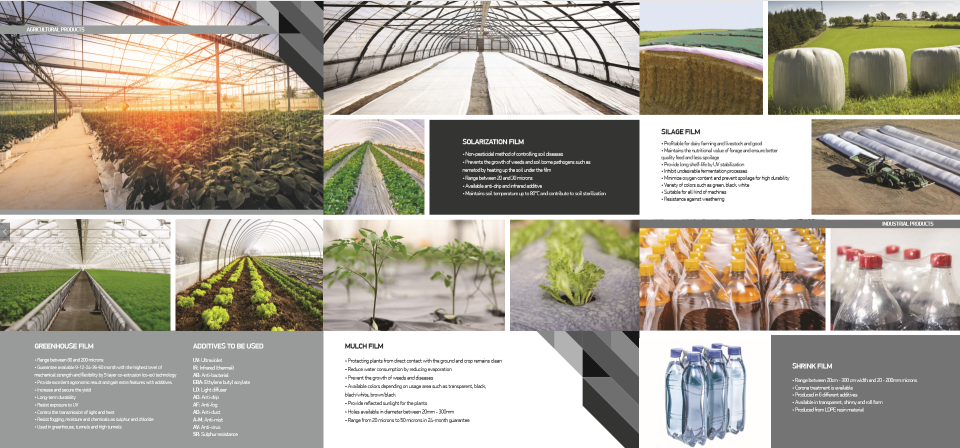 AGRICULTURAL PRODUCTS
SOLARIZATION FILM
• Non-pesticidal method of controlling soil diseases
• Prevents the growth of weeds and soil borne pathogens such as
nematod by heating up the soil under the film
• Range between 20 and 30 microns
• Available anti-drip and infrared additive
• Maintains soil temperature up to 80°C and contribute to soil sterilization
SILAGE FILM
• Profitable for dairy farming and livestock and good
• Maintains the nutritional value of forage and ensure better
quality feed and less spoilage
• Provide long shelf-life by UV stabilization
• Inhibit undesirable fermentation processes
• Minimize oxygen content and prevent spoilage for high durability
• Variety of colors such as green, black, white
• Suitable for all kind of machines
• Resistance against weathering
INDUSTRIAL PRODUCTS
GREENHOUSE FILM
• Range between 80 and 200 microns
• Guarantee available 9-12-24-36-48 month with the highest level of
mechanical strength and flexibility by 5 layer co-extrusion (co-ex) technology
• Provide excellent agronomic result and gain extra features with additives
• Increase and secure the yield
• Long-term durability
• Resist exposing to UV
• Control the transmission of light and heat
• Resist fogging, moisture and chemicals as sulphur and chloride
• Used in greenhouse, tunnels and high tunnels
ADDITIVES TO BE USED
UV: Ultraviolet
IR: Infrared (thermal)
AB: Anti-bacterial
EBA: Ethylene butyl acrylate
LD: Light diffuser
AD: Anti-drip
AF: Anti-fog
AD: Anti-dust
A-M: Anti-mist
AV: Anti-virus
SR: Sulphur resistance
MULCH FILM
• Protecting plants from direct contact with the ground and crop remains clean
• Reduce water consumption by reducing evaporation
• Prevent the growth of weeds and diseases
• Available colors depending on usage area such as transparent, black,
black/white, brown/black
• Provide reflected sunlight for the plants
• Holes available in diameter between 20mm - 300mm
• Range from 20 microns to 50 microns in 24-month guarantee
SHRINK FILM
• Range between 20cm - 300 cm width and 20 - 300mm microns
• Corona treatment is available
• Produced in 6 different additives
• Available in transparent, shinny and roll form
• Produced from LDPE resin material